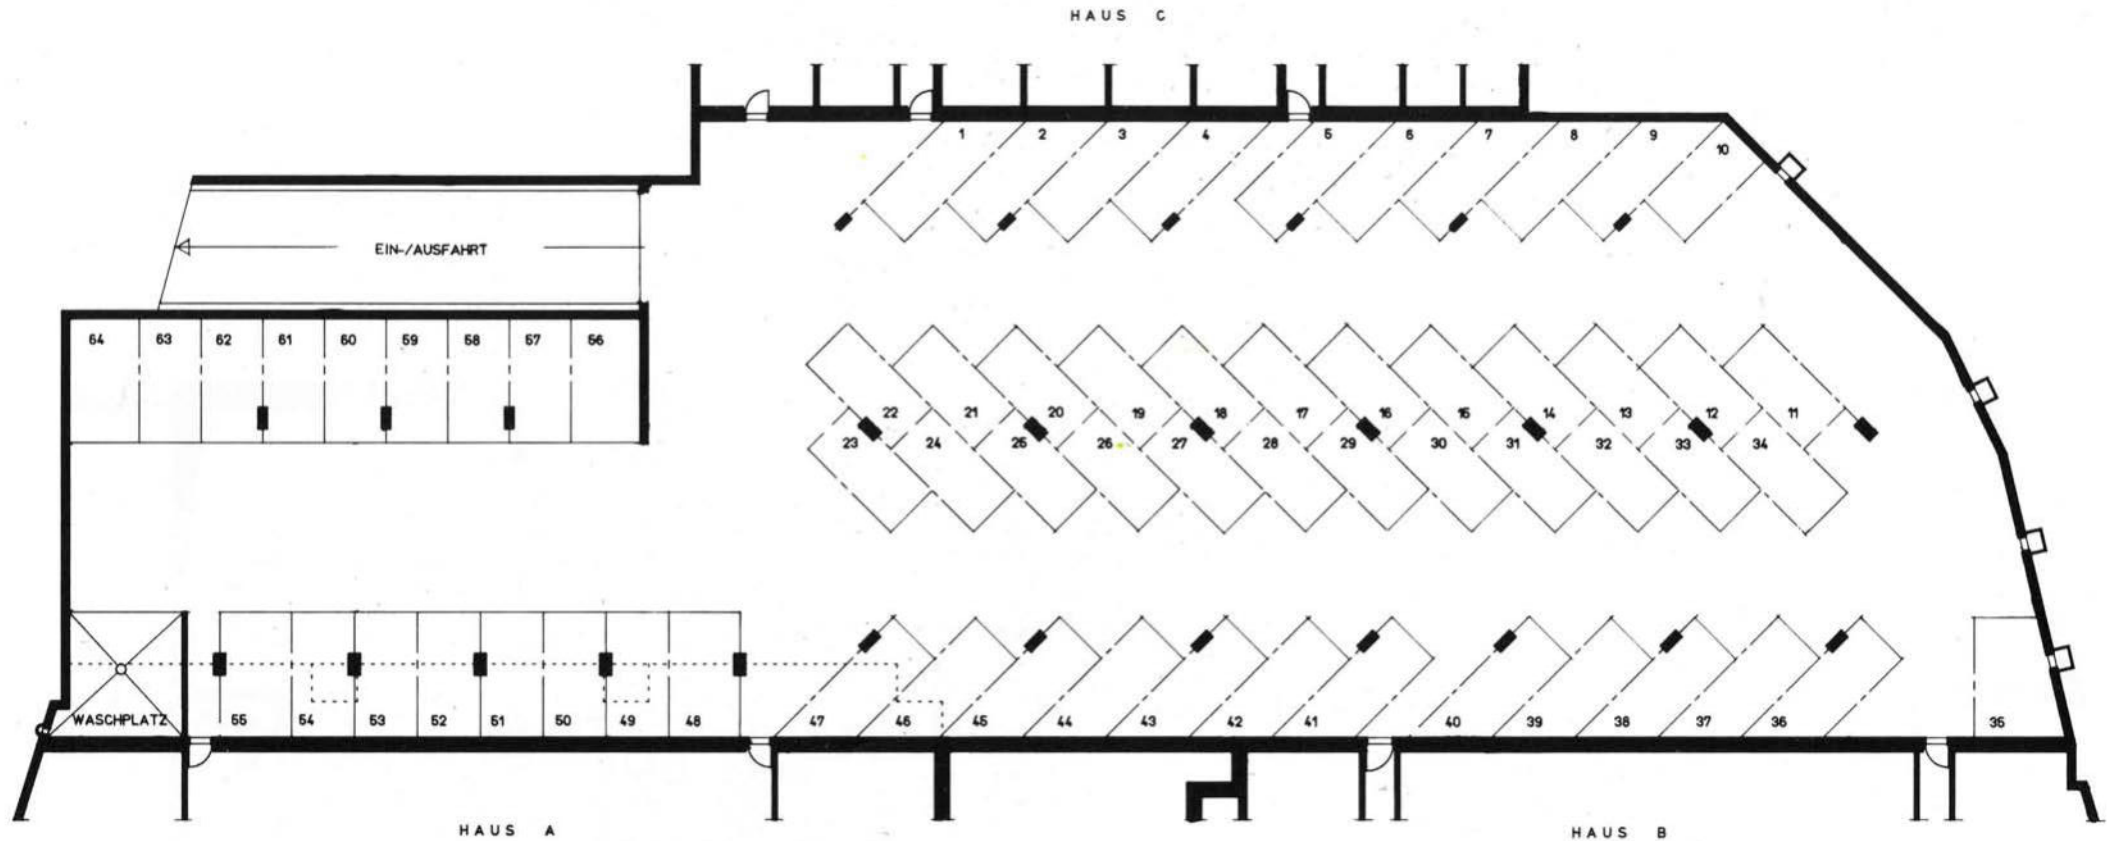 HAUS C
1 2 3 4 5 6 7 8 9
10
EIN-/AUSFAHRT
64 63 62 61 60 59 58 57 56
22 21 20 19 18 17 16 15 14 13 12 11
23 24 25 26 27 28 29 30 31 32 33 34
WASCHPLATZ 55 54 53 52 51 50 49 48 47 46 45 44 43 42 41 40 39 38 37 36 35
HAUS A
HAUS B